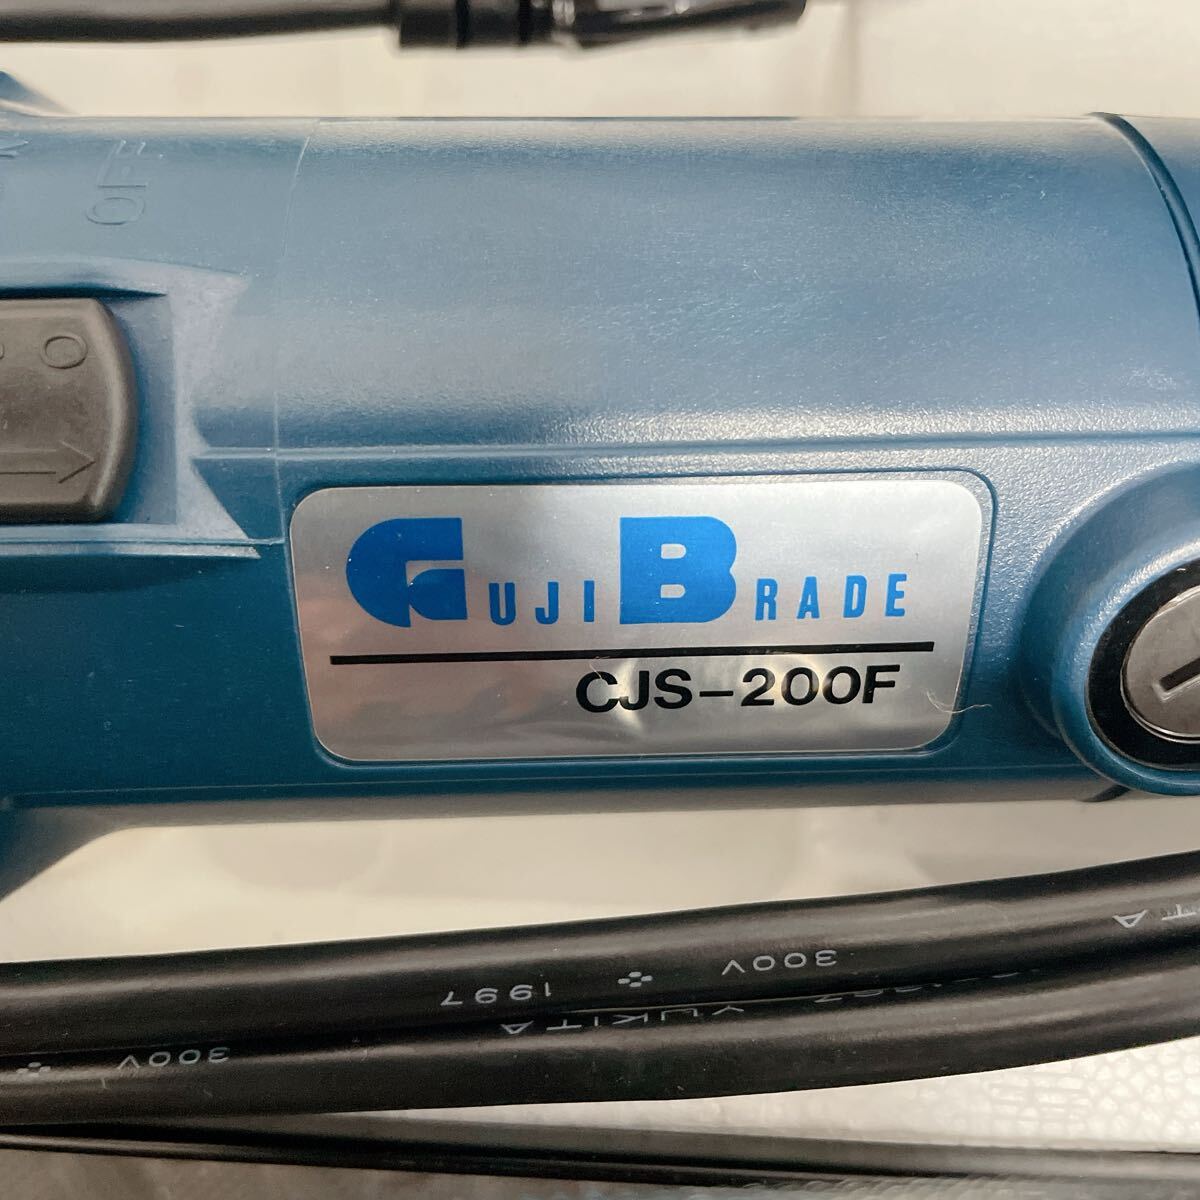 OFF
O
GUJI BRADE
CJS-200F
300V 1997
YUKITA
300V